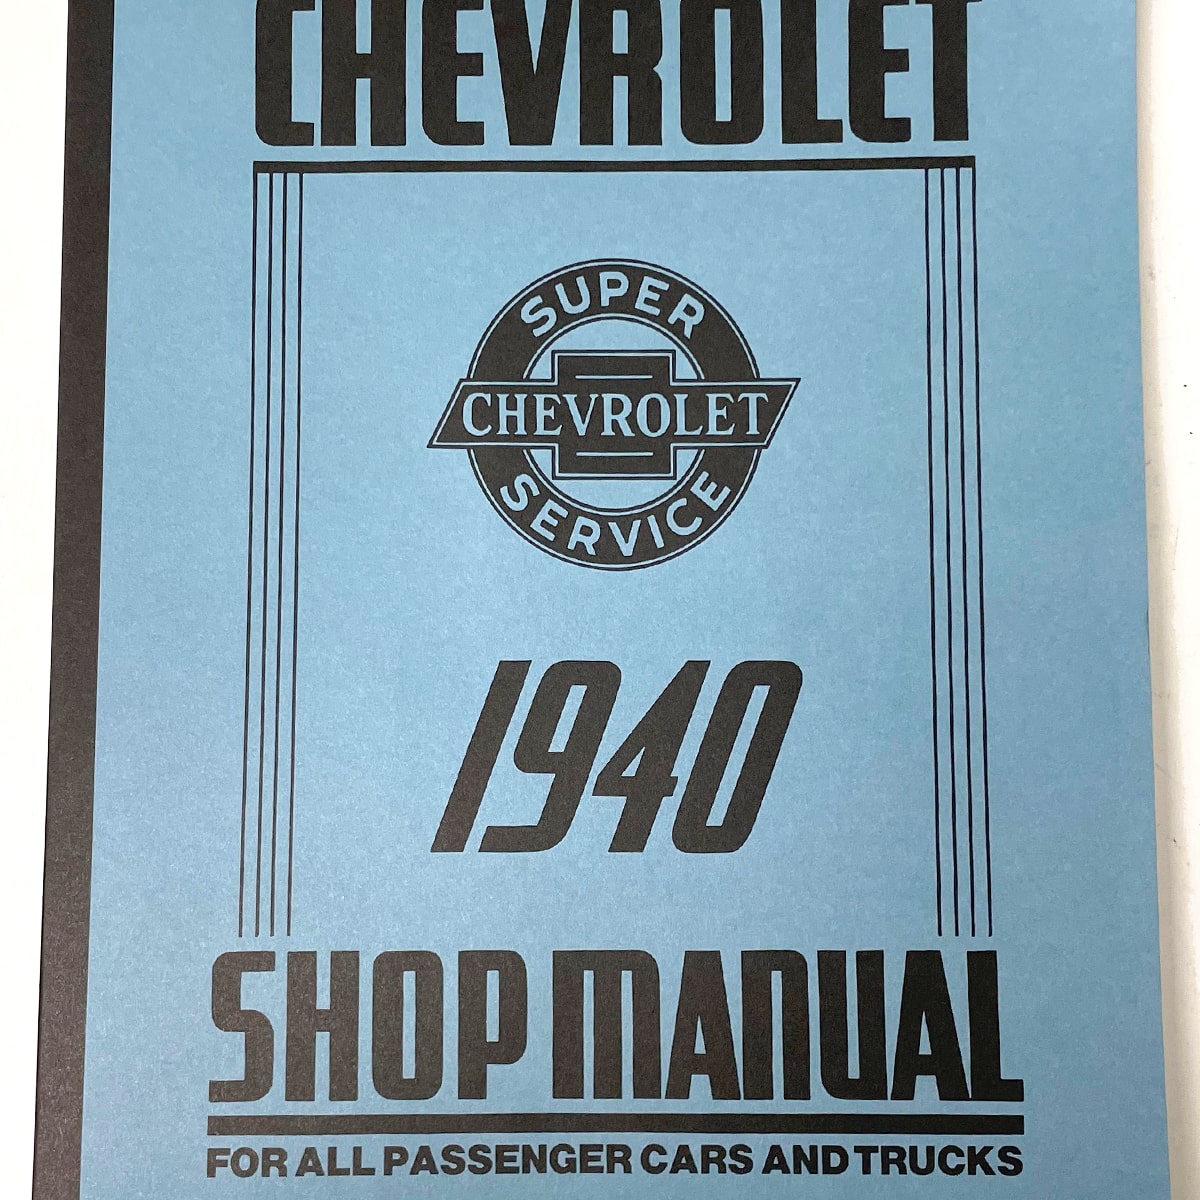 CHEVROLET
SUPER
CHEVROLET
SERVICE
1940
SHOP MANUAL
FOR ALL PASSENGER CARS AND TRUCKS